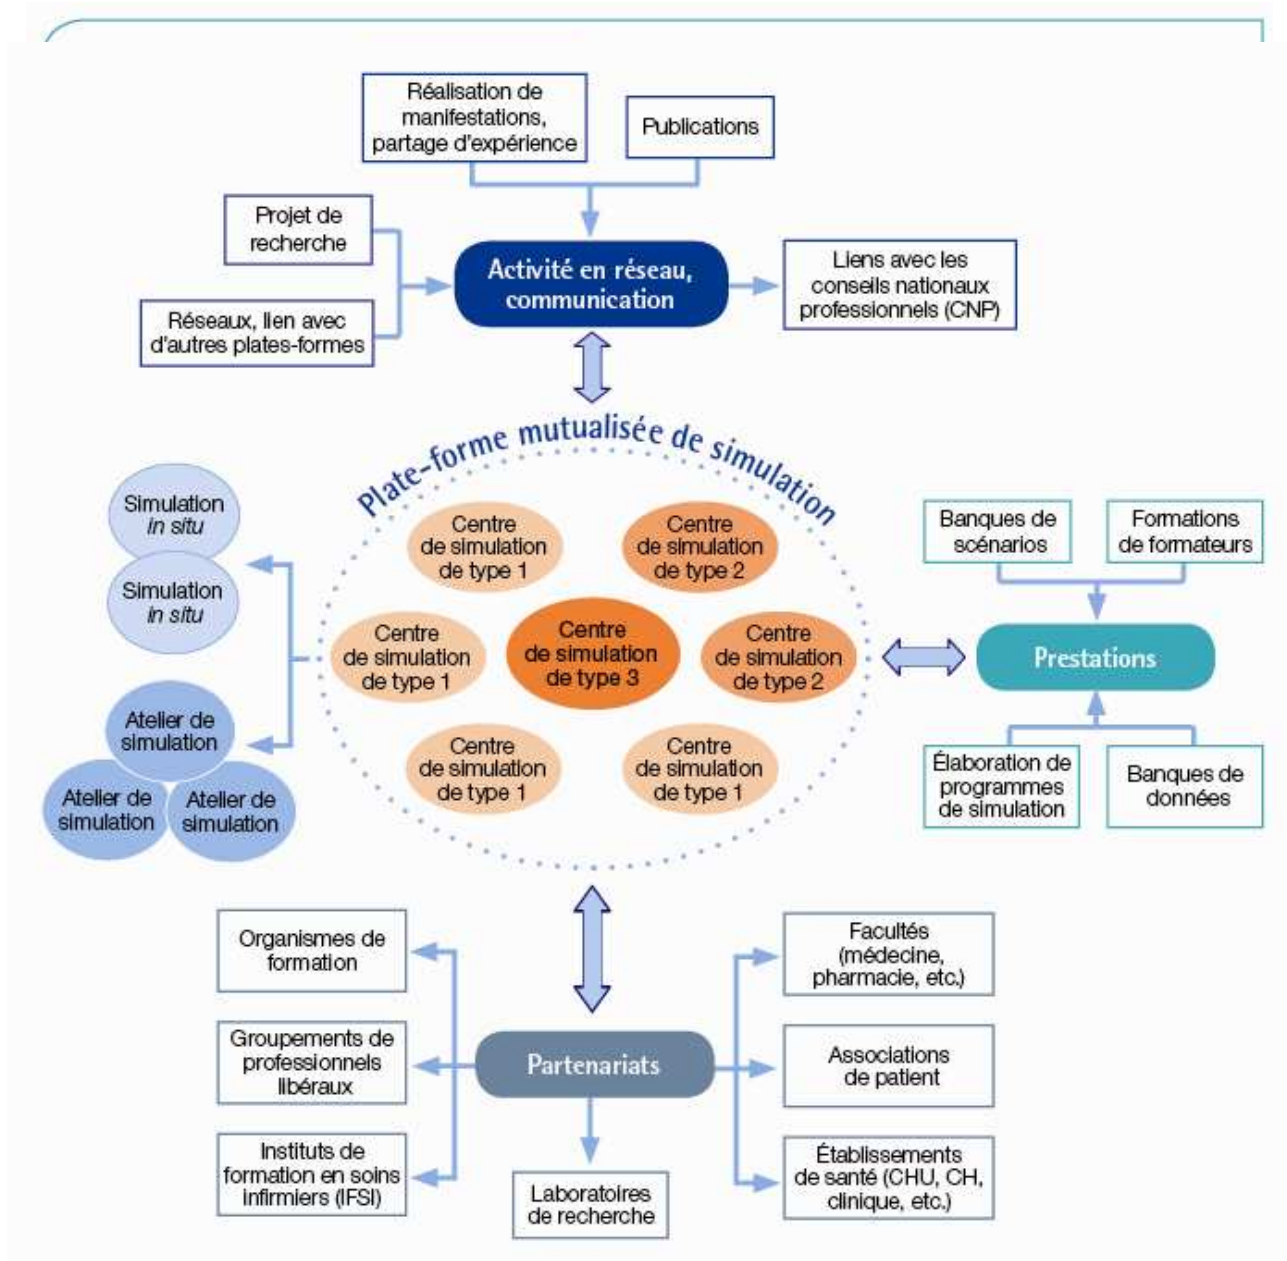 Réalisation de
manifestations,
partage d'expérience
Publications
Projet de
recherche
Activité en réseau,
communication
Liens avec les
conseils nationaux
professionnels (CNP)
Réseaux, lien avec
d'autres plates-formes
Plate-forme mutualisée de simulation
Simulation
in situ
Simulation
in situ
Atelier de
simulation
Atelier de
simulation
Atelier de
simulation
Centre
de simulation
de type 1
Centre
de simulation
de type 2
Centre
de simulation
de type 1
Centre
de simulation
de type 3
Centre
de simulation
de type 2
Centre
de simulation
de type 1
Centre
de simulation
de type 1
Banques de
scénarios
Formations
de formateurs
Prestations
Élaboration de
programmes
de simulation
Banques de
données
Organismes de
formation
Groupements de
professionnels
libéraux
Instituts de
formation en soins
infirmiers (IFSI)
Partenariats
Laboratoires
de recherche
Facultés
(médecine,
pharmacie, etc.)
Associations
de patient
Établissements
de santé (CHU, CH,
clinique, etc.)